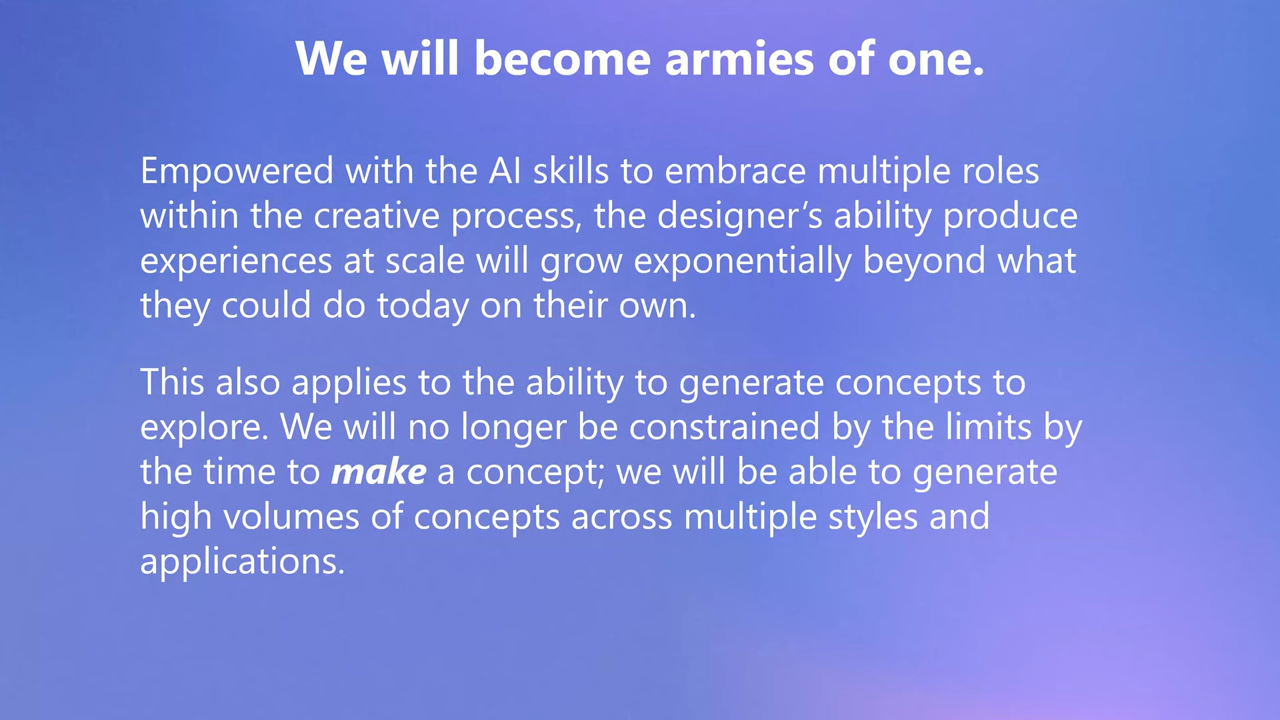 We will become armies of one.
Empowered with the AI skills to embrace multiple roles
within the creative process, the designer’s ability produce
experiences at scale will grow exponentially beyond what
they could do today on their own.
This also applies to the ability to generate concepts to
explore. We will no longer be constrained by the limits by
the time to make a concept; we will be able to generate
high volumes of concepts across multiple styles and
applications.